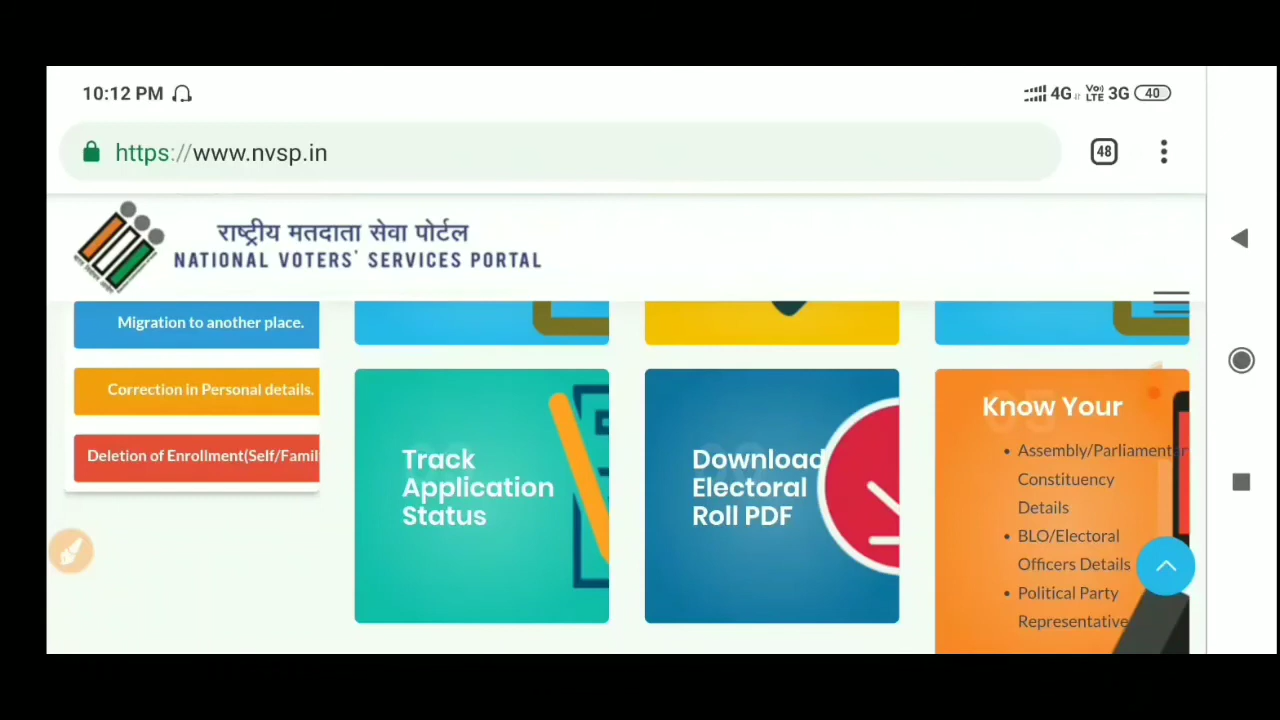 10:12 PM
4G VoLTE 3G 40
https://www.nvsp.in
48
राष्ट्रीय मतदाता सेवा पोर्टल
NATIONAL VOTERS' SERVICES PORTAL
Migration to another place.
Correction in Personal details.
Deletion of Enrollment(Self/Famil
Track
Application
Status
Download
Electoral
Roll PDF
Know Your
• Assembly/Parliamentar
Constituency
Details
• BLO/Electoral
Officers Details
• Political Party
Representative